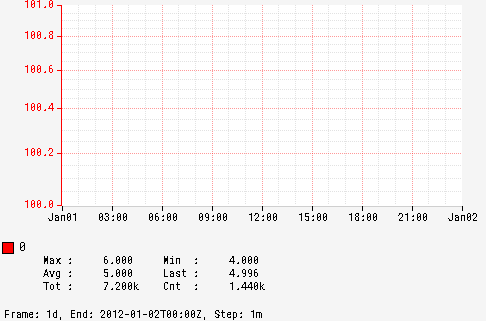 101.0
100.8
100.6
100.4
100.2
100.0
Jan01 03:00 06:00 09:00 12:00 15:00 18:00 21:00 Jan02
0
Max : 6.000 Min : 4.000
Avg : 5.000 Last : 4.996
Tot : 7.200k Cnt : 1.440k
Frame: 1d, End: 2012-01-02T00:00Z, Step: 1m